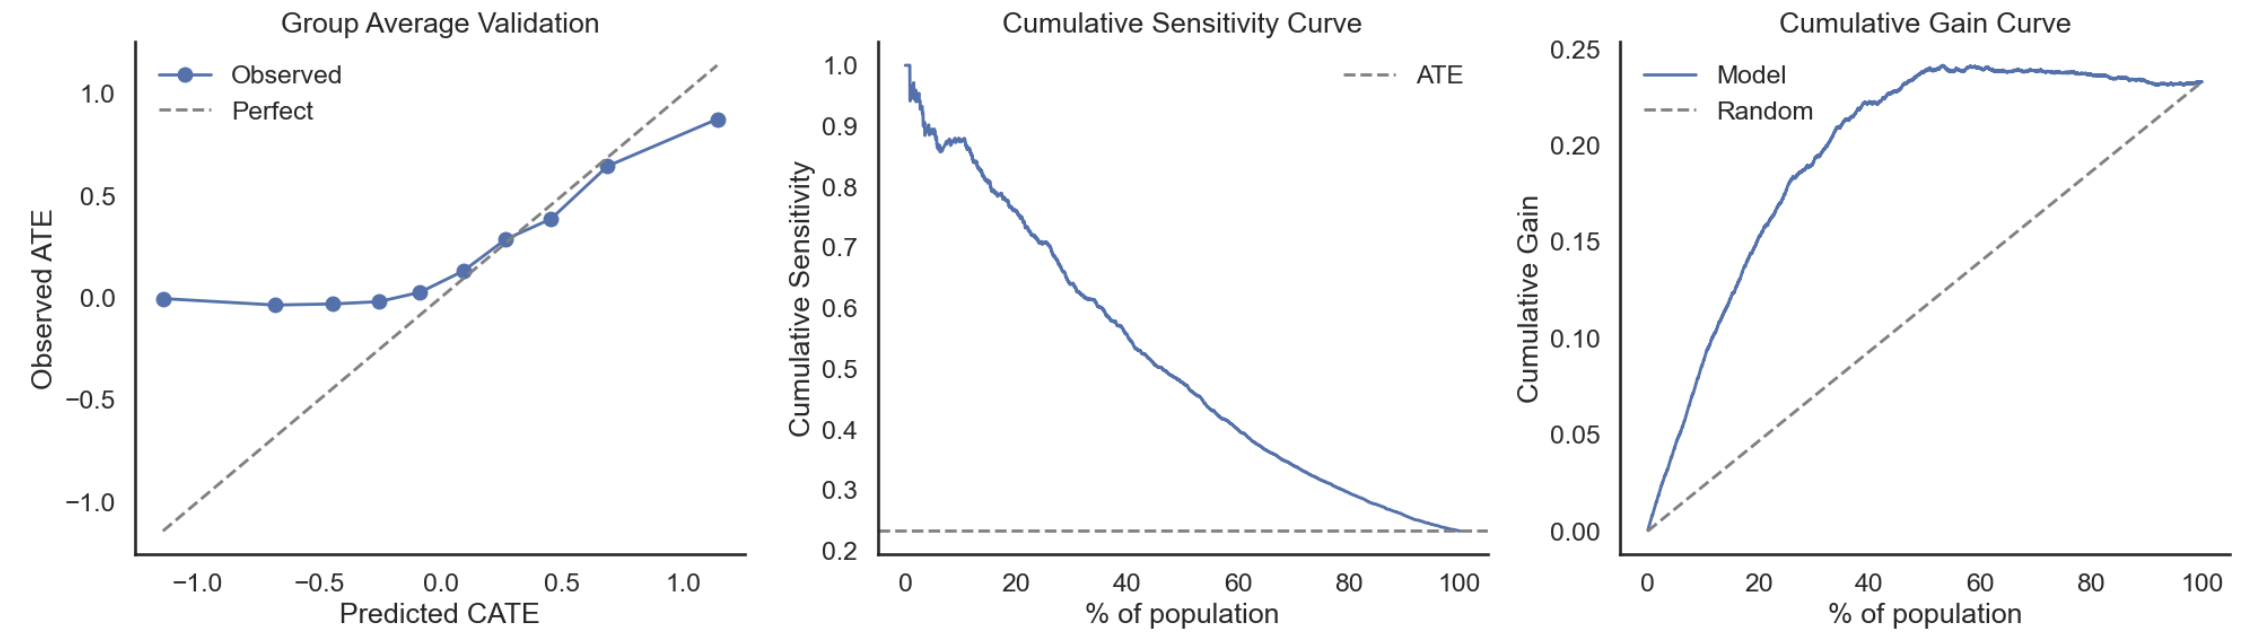 Group Average Validation
Observed
Perfect
1.0
0.5
0.0
−0.5
−1.0
Observed ATE
−1.0 −0.5 0.0 0.5 1.0
Predicted CATE
Cumulative Sensitivity Curve
ATE
1.0
0.9
0.8
0.7
0.6
0.5
0.4
0.3
0.2
Cumulative Sensitivity
0 20 40 60 80 100
% of population
Cumulative Gain Curve
Model
Random
0.25
0.20
0.15
0.10
0.05
0.00
Cumulative Gain
0 20 40 60 80 100
% of population